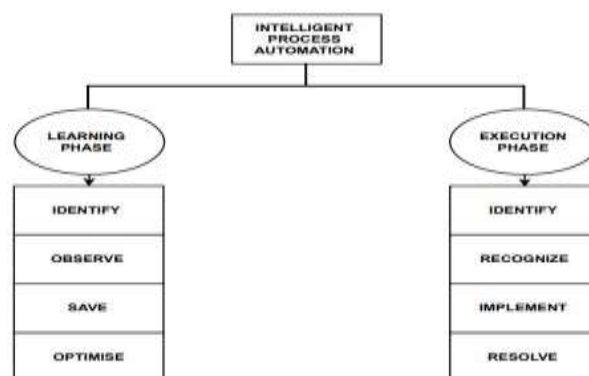 INTELLIGENT
PROCESS
AUTOMATION
LEARNING
PHASE
EXECUTION
PHASE
IDENTIFY
OBSERVE
SAVE
OPTIMISE
IDENTIFY
RECOGNIZE
IMPLEMENT
RESOLVE